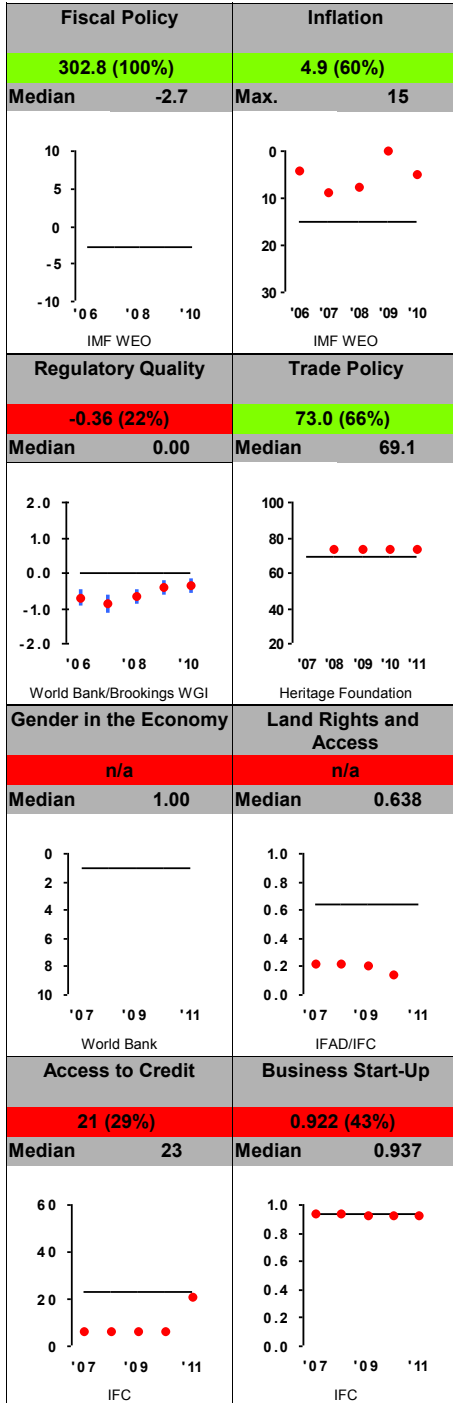 Fiscal Policy
302.8 (100%)
Median -2.7
10
5
0
-5
-10
'06 '08 '10
IMF WEO
Inflation
4.9 (60%)
Max. 15
0
10
20
30
'06 '07 '08 '09 '10
IMF WEO
Regulatory Quality
-0.36 (22%)
Median 0.00
2.0
1.0
0.0
-1.0
-2.0
'06 '08 '10
World Bank/Brookings WGI
Trade Policy
73.0 (66%)
Median 69.1
100
80
60
40
20
'07 '08 '09 '10 '11
Heritage Foundation
Gender in the Economy
n/a
Median 1.00
0
2
4
6
8
10
'07 '09 '11
World Bank
Land Rights and
Access
n/a
Median 0.638
1.0
0.8
0.6
0.4
0.2
0.0
'07 '09 '11
IFAD/IFC
Access to Credit
21 (29%)
Median 23
60
40
20
0
'07 '09 '11
IFC
Business Start-Up
0.922 (43%)
Median 0.937
1.0
0.8
0.6
0.4
0.2
0.0
'07 '09 '11
IFC